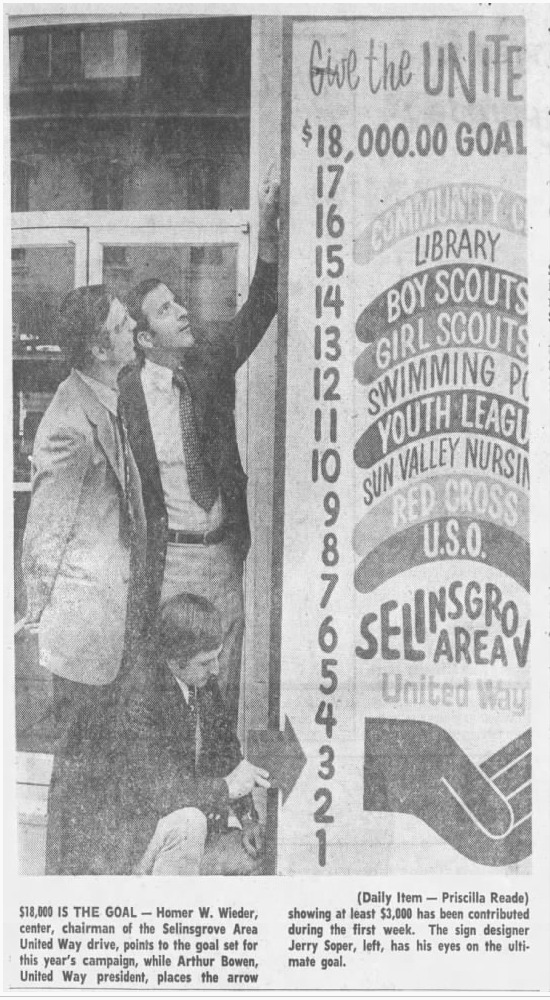 Give the UNITE
$18,000.00 GOAL
17
16
15
14
13
12
11
10
9
8
7
6
5
4
3
2
1
COMMUNITY C
LIBRARY
BOY SCOUTS
GIRL SCOUTS
SWIMMING PO
YOUTH LEAGU
SUN VALLEY NURSIN
RED CROSS
U.S.O.
SELINSGRO
AREA
United Way
$18,000 IS THE GOAL — Homer W. Wieder,
center, chairman of the Selinsgrove Area
United Way drive, points to the goal set for
this year's campaign, while Arthur Bowen,
United Way president, places the arrow
(Daily Item — Priscilla Reade)
showing at least $3,000 has been contributed
during the first week. The sign designer
Jerry Soper, left, has his eyes on the ulti-
mate goal.